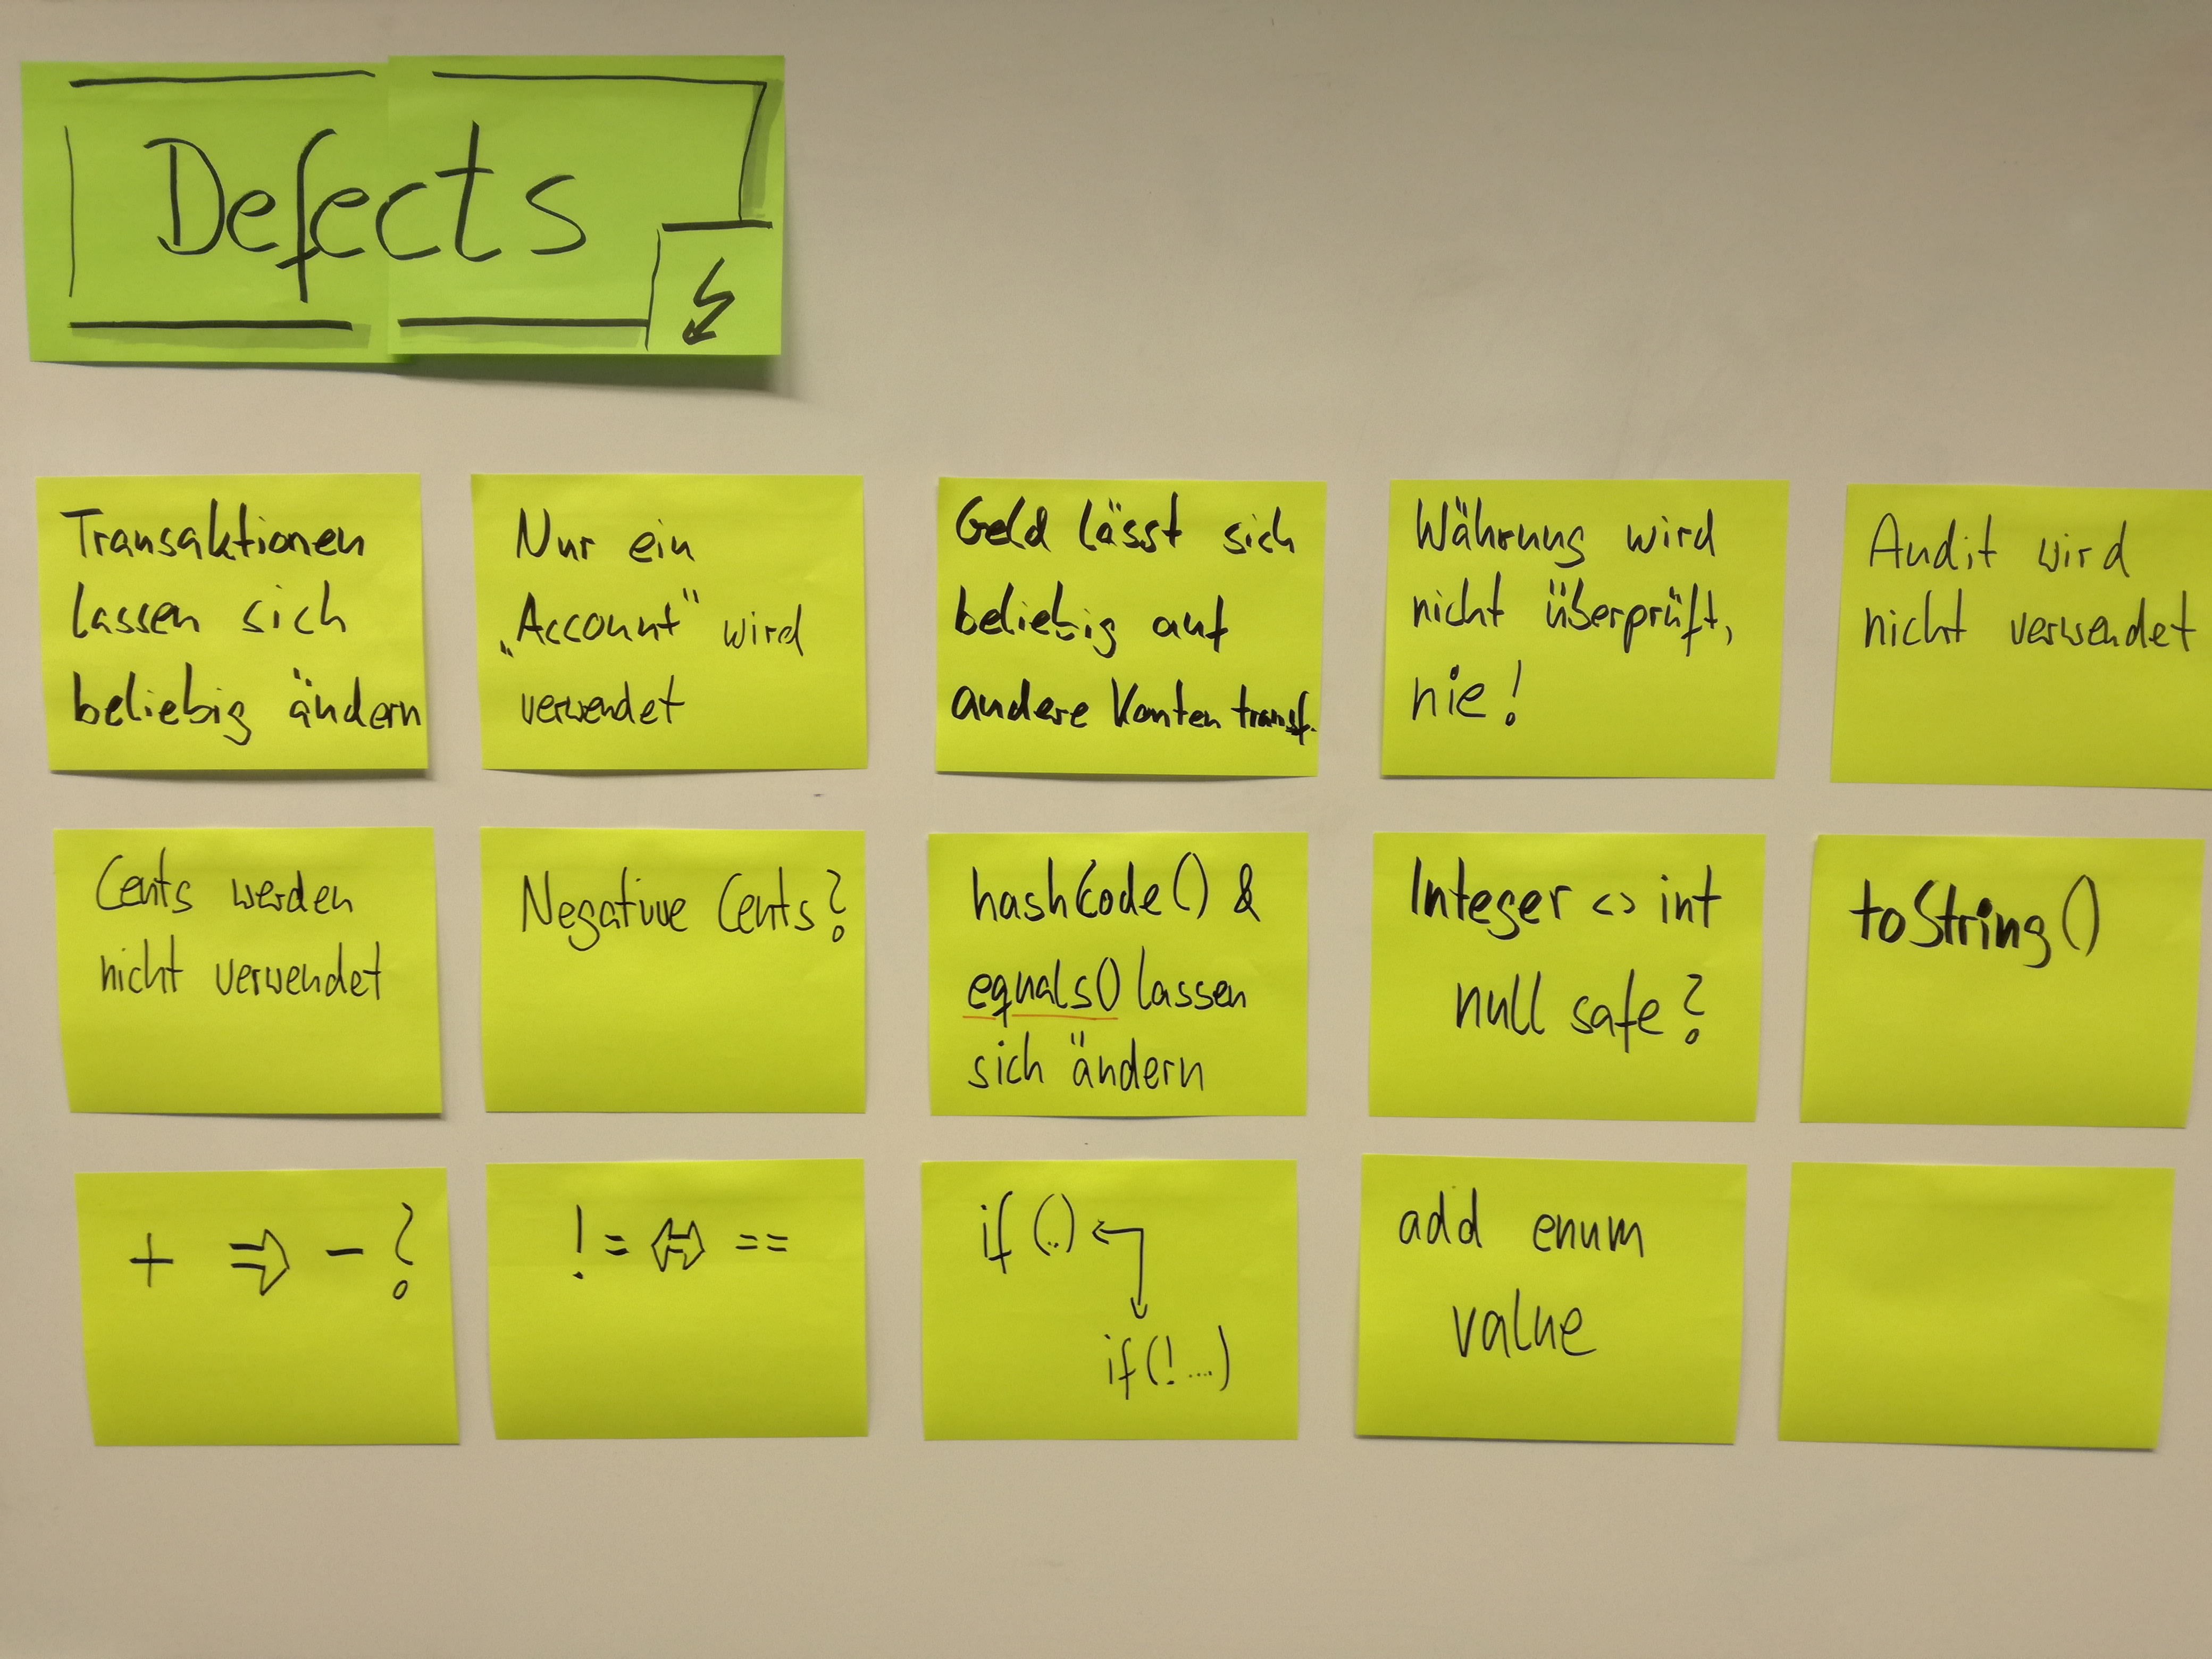 Defects
Transaktionen
lassen sich
beliebig ändern
Nur ein
„Account" wird
verwendet
Geld lässt sich
beliebig auf
andere Konten transf.
Währung wird
nicht überprüft,
nie!
Audit wird
nicht verwendet
Cents werden
nicht verwendet
Negative Cents?
hashCode() &
equals() lassen
sich ändern
Integer <> int
null safe?
toString()
+ ⇒ - ?
!= ⇔ ==
if (..)
if (!...)
add enum
value